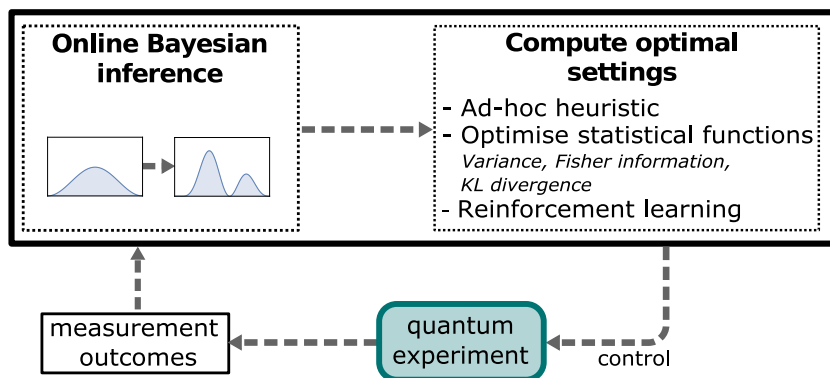 Online Bayesian
inference
Compute optimal
settings
- Ad-hoc heuristic
- Optimise statistical functions
Variance, Fisher information,
KL divergence
- Reinforcement learning
measurement
outcomes
quantum
experiment
control